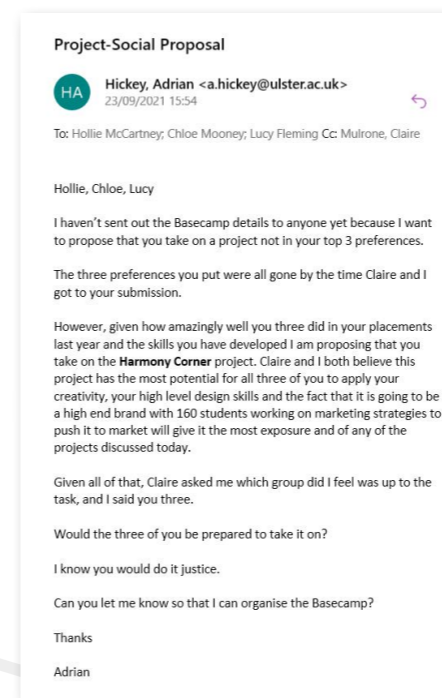 Project-Social Proposal
HA
Hickey, Adrian <a.hickey@ulster.ac.uk>
23/09/2021 15:54
To: Hollie McCartney; Chloe Mooney; Lucy Fleming Cc: Mulrone, Claire
Hollie, Chloe, Lucy
I haven't sent out the Basecamp details to anyone yet because I want
to propose that you take on a project not in your top 3 preferences.
The three preferences you put were all gone by the time Claire and I
got to your submission.
However, given how amazingly well you three did in your placements
last year and the skills you have developed I am proposing that you
take on the Harmony Corner project. Claire and I both believe this
project has the most potential for all three of you to apply your
creativity, your high level design skills and the fact that it is going to be
a high end brand with 160 students working on marketing strategies to
push it to market will give it the most exposure and of any of the
projects discussed today.
Given all of that, Claire asked me which group did I feel was up to the
task, and I said you three.
Would the three of you be prepared to take it on?
I know you would do it justice.
Can you let me know so that I can organise the Basecamp?
Thanks
Adrian